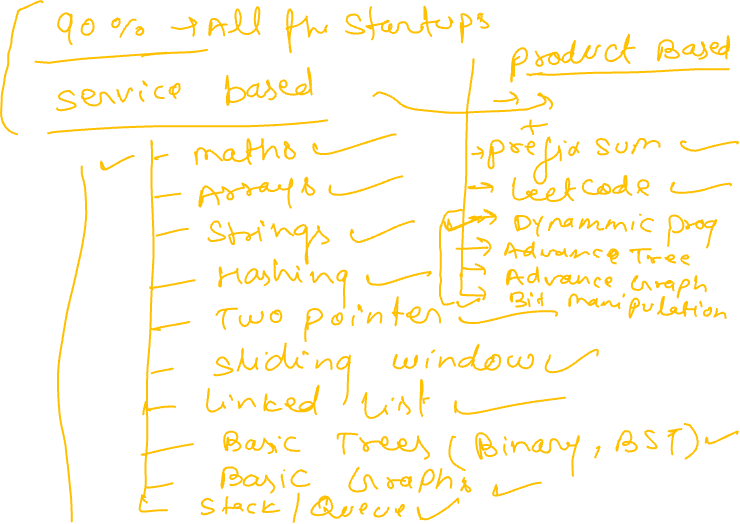 90% → All the Startups
service based
maths
Arrays
Strings
Hashing
Two pointer
sliding window
Linked List
Basic Trees (Binary, BST)
Basic Graphs
Stack / Queue
product Based
+
→ prefix sum
→ LeetCode
→ Dynammic prog
→ Advance Tree
→ Advance Graph
→ Bit manipulation